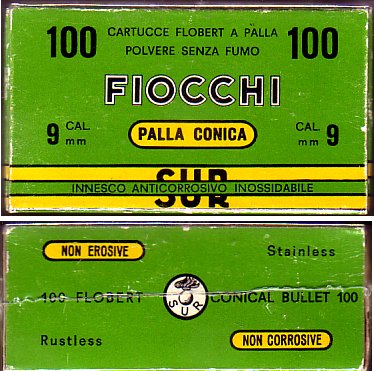 100 CARTUCCE FLOBERT A PALLA 100
POLVERE SENZA FUMO
FIOCCHI
9 CAL. mm PALLA CONICA CAL. mm 9
SUR
INNESCO ANTICORROSIVO INOSSIDABILE
SUR
NON EROSIVE Stainless
100 FLOBERT SUR CONICAL BULLET 100
Rustless NON CORROSIVE